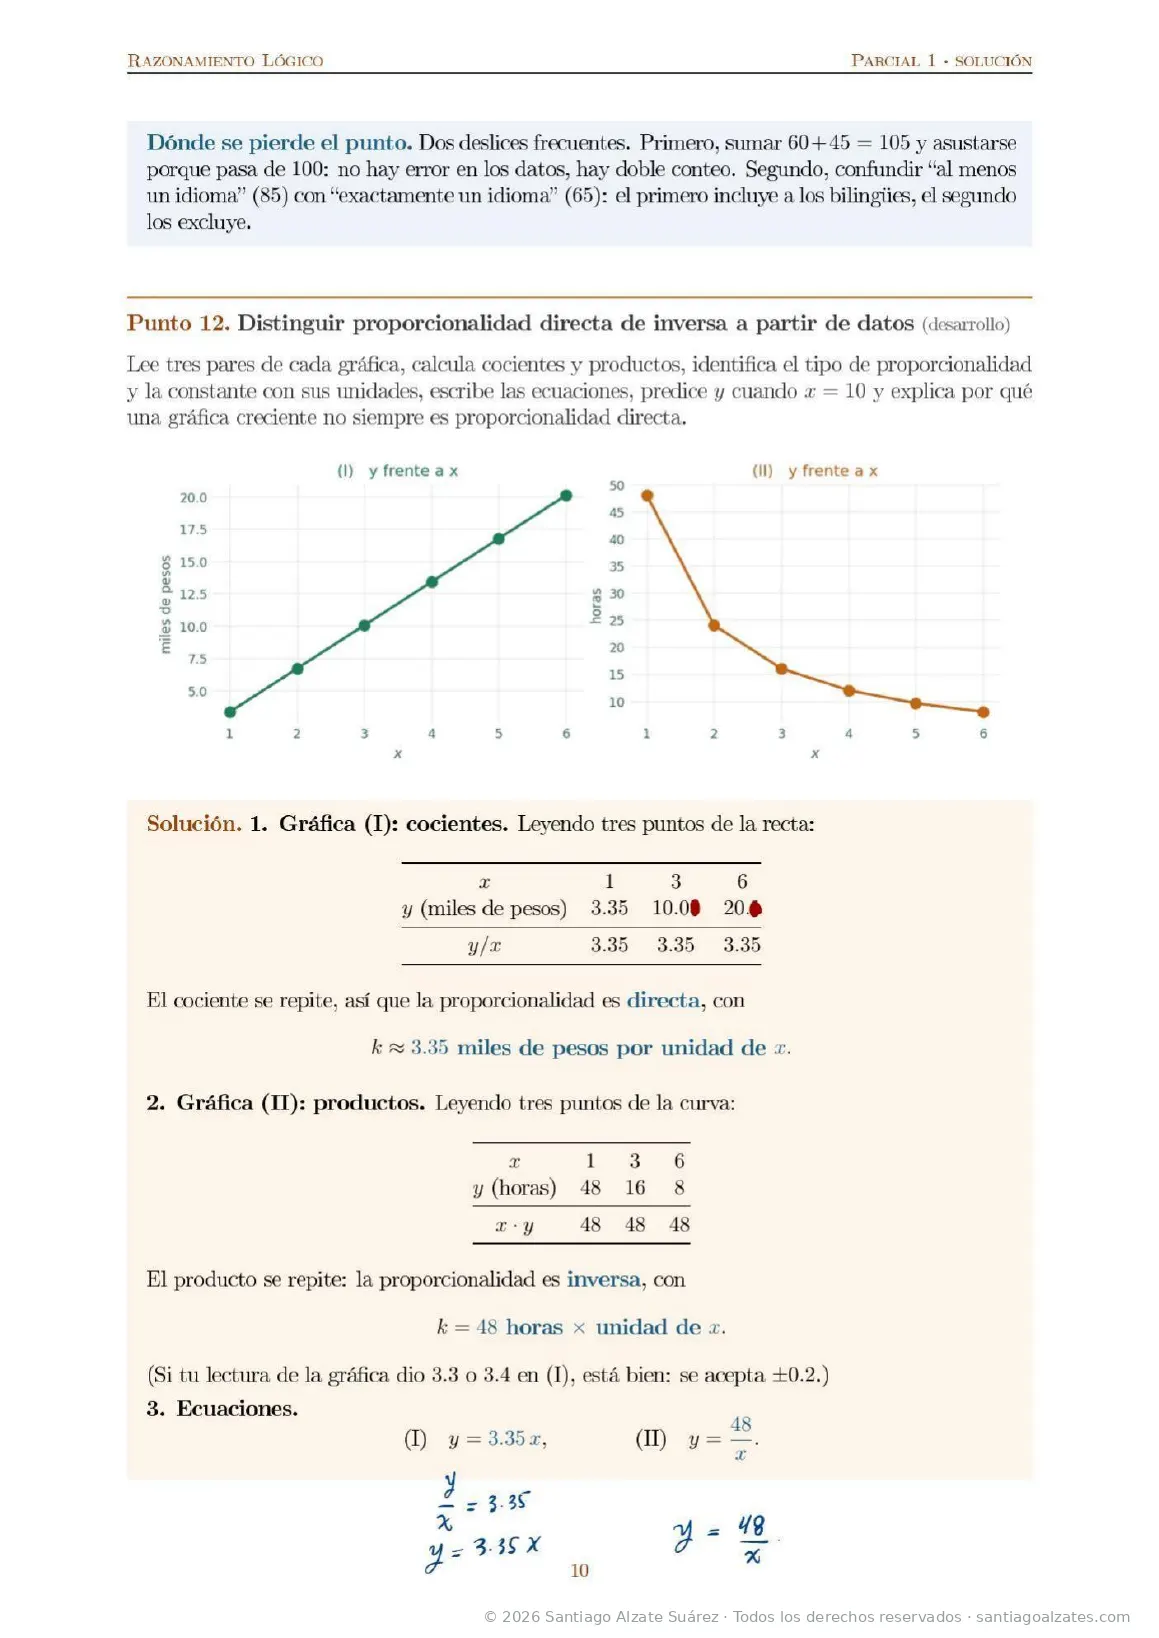 RAZONAMIENTO LÓGICO PARCIAL 1 · SOLUCIÓN
Dónde se pierde el punto. Dos deslices frecuentes. Primero, sumar 60+45 = 105 y asustarse
porque pasa de 100: no hay error en los datos, hay doble conteo. Segundo, confundir “al menos
un idioma” (85) con “exactamente un idioma” (65): el primero incluye a los bilingües, el segundo
los excluye.
Punto 12. Distinguir proporcionalidad directa de inversa a partir de datos (desarrollo)
Lee tres pares de cada gráfica, calcula cocientes y productos, identifica el tipo de proporcionalidad
y la constante con sus unidades, escribe las ecuaciones, predice y cuando x = 10 y explica por qué
una gráfica creciente no siempre es proporcionalidad directa.
(I) y frente a x
20.0
17.5
15.0
12.5
10.0
7.5
5.0
miles de pesos
1 2 3 4 5 6
x
(II) y frente a x
50
45
40
35
30
25
20
15
10
horas
1 2 3 4 5 6
x
Solución. 1. Gráfica (I): cocientes. Leyendo tres puntos de la recta:
x 1 3 6
y (miles de pesos) 3.35 10.0 20.
y/x 3.35 3.35 3.35
El cociente se repite, así que la proporcionalidad es directa, con
k ≈ 3.35 miles de pesos por unidad de x.
2. Gráfica (II): productos. Leyendo tres puntos de la curva:
x 1 3 6
y (horas) 48 16 8
x · y 48 48 48
El producto se repite: la proporcionalidad es inversa, con
k = 48 horas × unidad de x.
(Si tu lectura de la gráfica dio 3.3 o 3.4 en (I), está bien: se acepta ±0.2.)
3. Ecuaciones.
(I) y = 3.35 x, (II) y = 48/x.
y/x = 3.35
y = 3.35 x
y = 48/x
10
© 2026 Santiago Alzate Suárez · Todos los derechos reservados · santiagoalzates.com